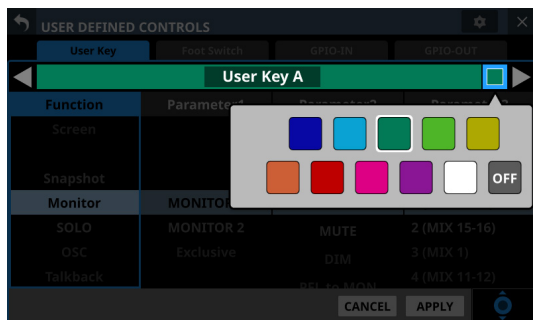 USER DEFINED CONTROLS
User Key Foot Switch GPIO-IN GPIO-OUT
User Key A
Function Parameter1
Screen
Snapshot OFF
Monitor MONITOR
SOLO MONITOR 2 MUTE 2 (MIX 15-16)
OSC Exclusive DIM 3 (MIX 1)
Talkback 4 (MIX 11-12)
CANCEL APPLY